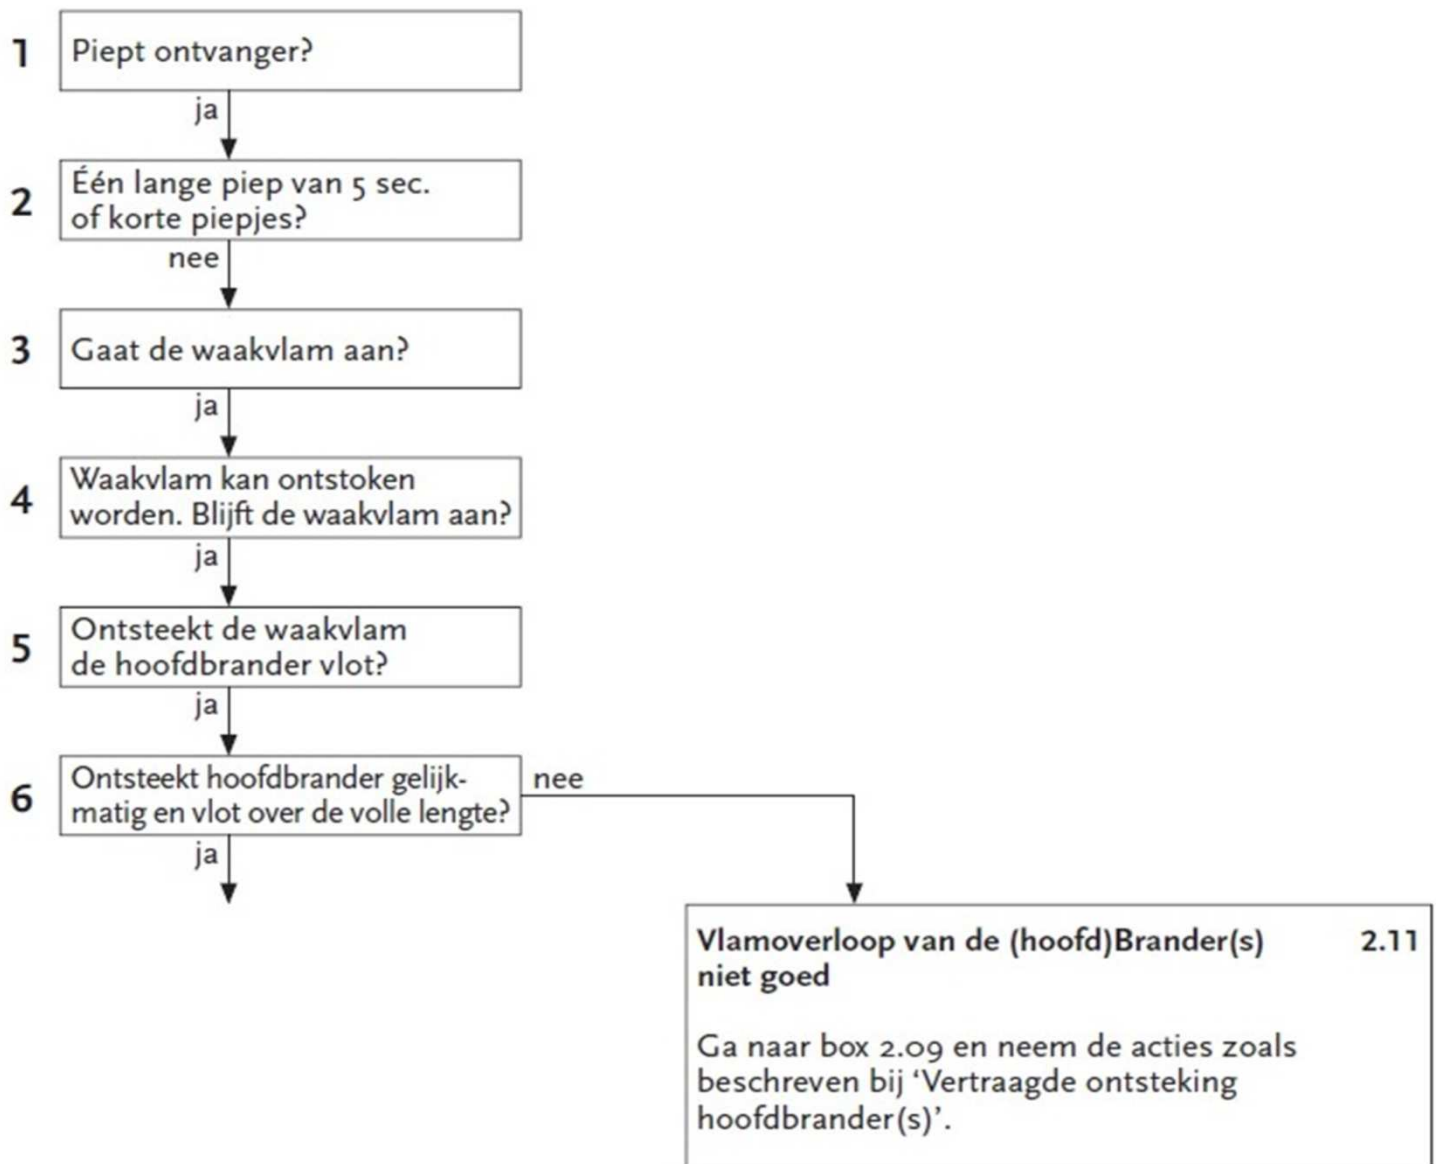 1 Piept ontvanger?
ja
2 Één lange piep van 5 sec.
of korte piepjes?
nee
3 Gaat de waakvlam aan?
ja
4 Waakvlam kan ontstoken
worden. Blijft de waakvlam aan?
ja
5 Ontsteekt de waakvlam
de hoofdbrander vlot?
ja
6 Ontsteekt hoofdbrander gelijk-
matig en vlot over de volle lengte?
nee
ja
Vlamoverloop van de (hoofd)Brander(s) 2.11
niet goed
Ga naar box 2.09 en neem de acties zoals
beschreven bij ‘Vertraagde ontsteking
hoofdbrander(s)’.